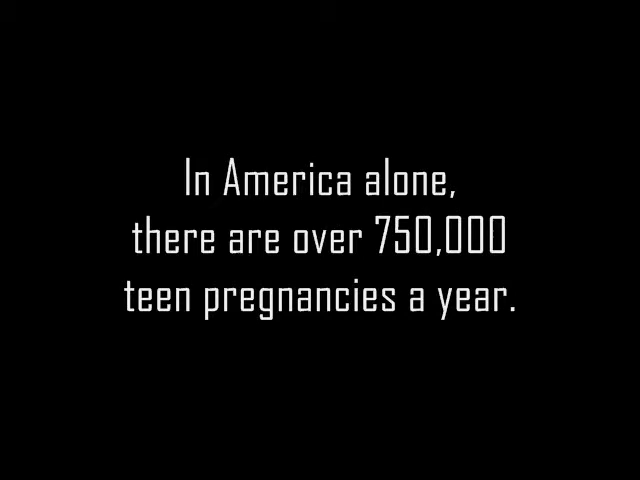 In America alone,
there are over 750,000
teen pregnancies a year.